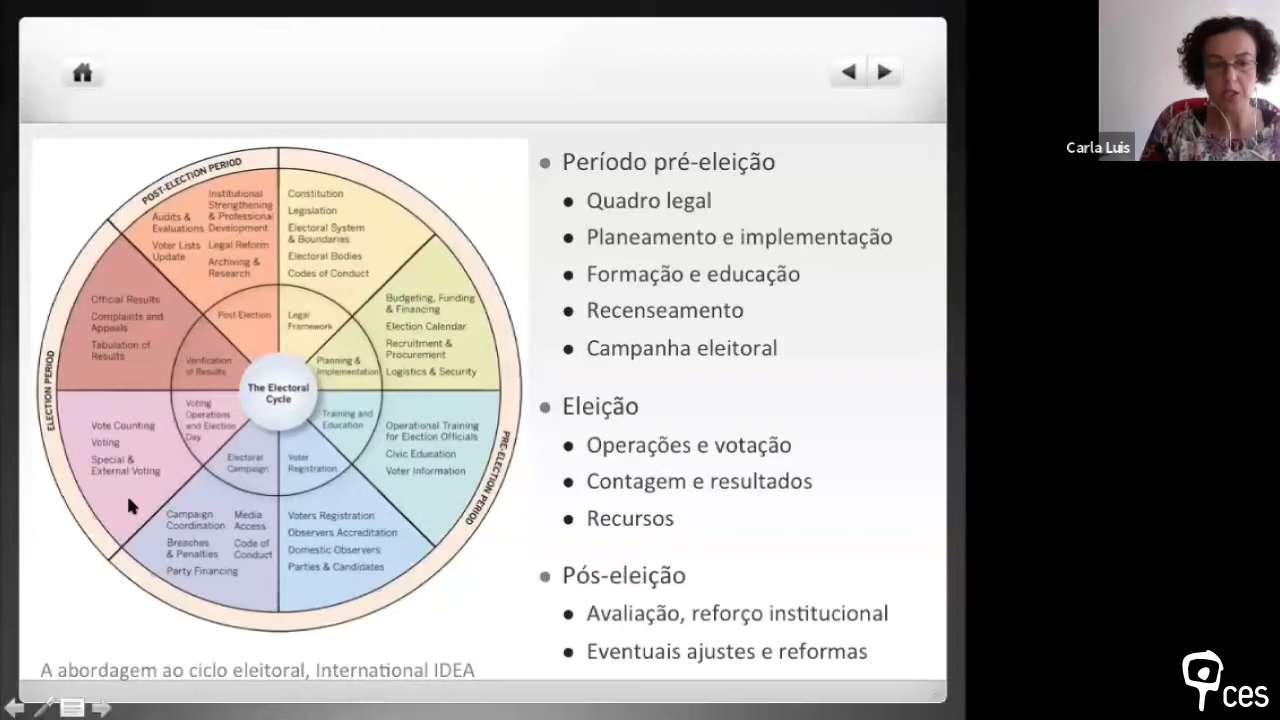 POST-ELECTION PERIOD
Institutional
Strengthening
& Professional
Development
Audits &
Evaluations
Voter Lists
Update
Legal Reform
Archiving &
Research
Constitution
Legislation
Electoral System
& Boundaries
Electoral Bodies
Codes of Conduct
Official Results
Complaints and
Appeals
Tabulation of
Results
Post-Election
Legal
Framework
Budgeting, Funding
& Financing
Election Calendar
Recruitment &
Procurement
Logistics & Security
Verification
of Results
Planning &
Implementation
The Electoral
Cycle
ELECTION PERIOD
Vote Counting
Voting
Special &
External Voting
Voting
Operations
and Election
Day
Training and
Education
Operational Training
for Election Officials
Civic Education
Voter Information
PRE-ELECTION PERIOD
Electoral
Campaign
Voter
Registration
Campaign
Coordination
Media
Access
Breaches
& Penalties
Code of
Conduct
Party Financing
Voters Registration
Observers Accreditation
Domestic Observers
Parties & Candidates
A abordagem ao ciclo eleitoral, International IDEA
Período pré-eleição
Quadro legal
Planeamento e implementação
Formação e educação
Recenseamento
Campanha eleitoral
Eleição
Operações e votação
Contagem e resultados
Recursos
Pós-eleição
Avaliação, reforço institucional
Eventuais ajustes e reformas
Carla Luis
ces